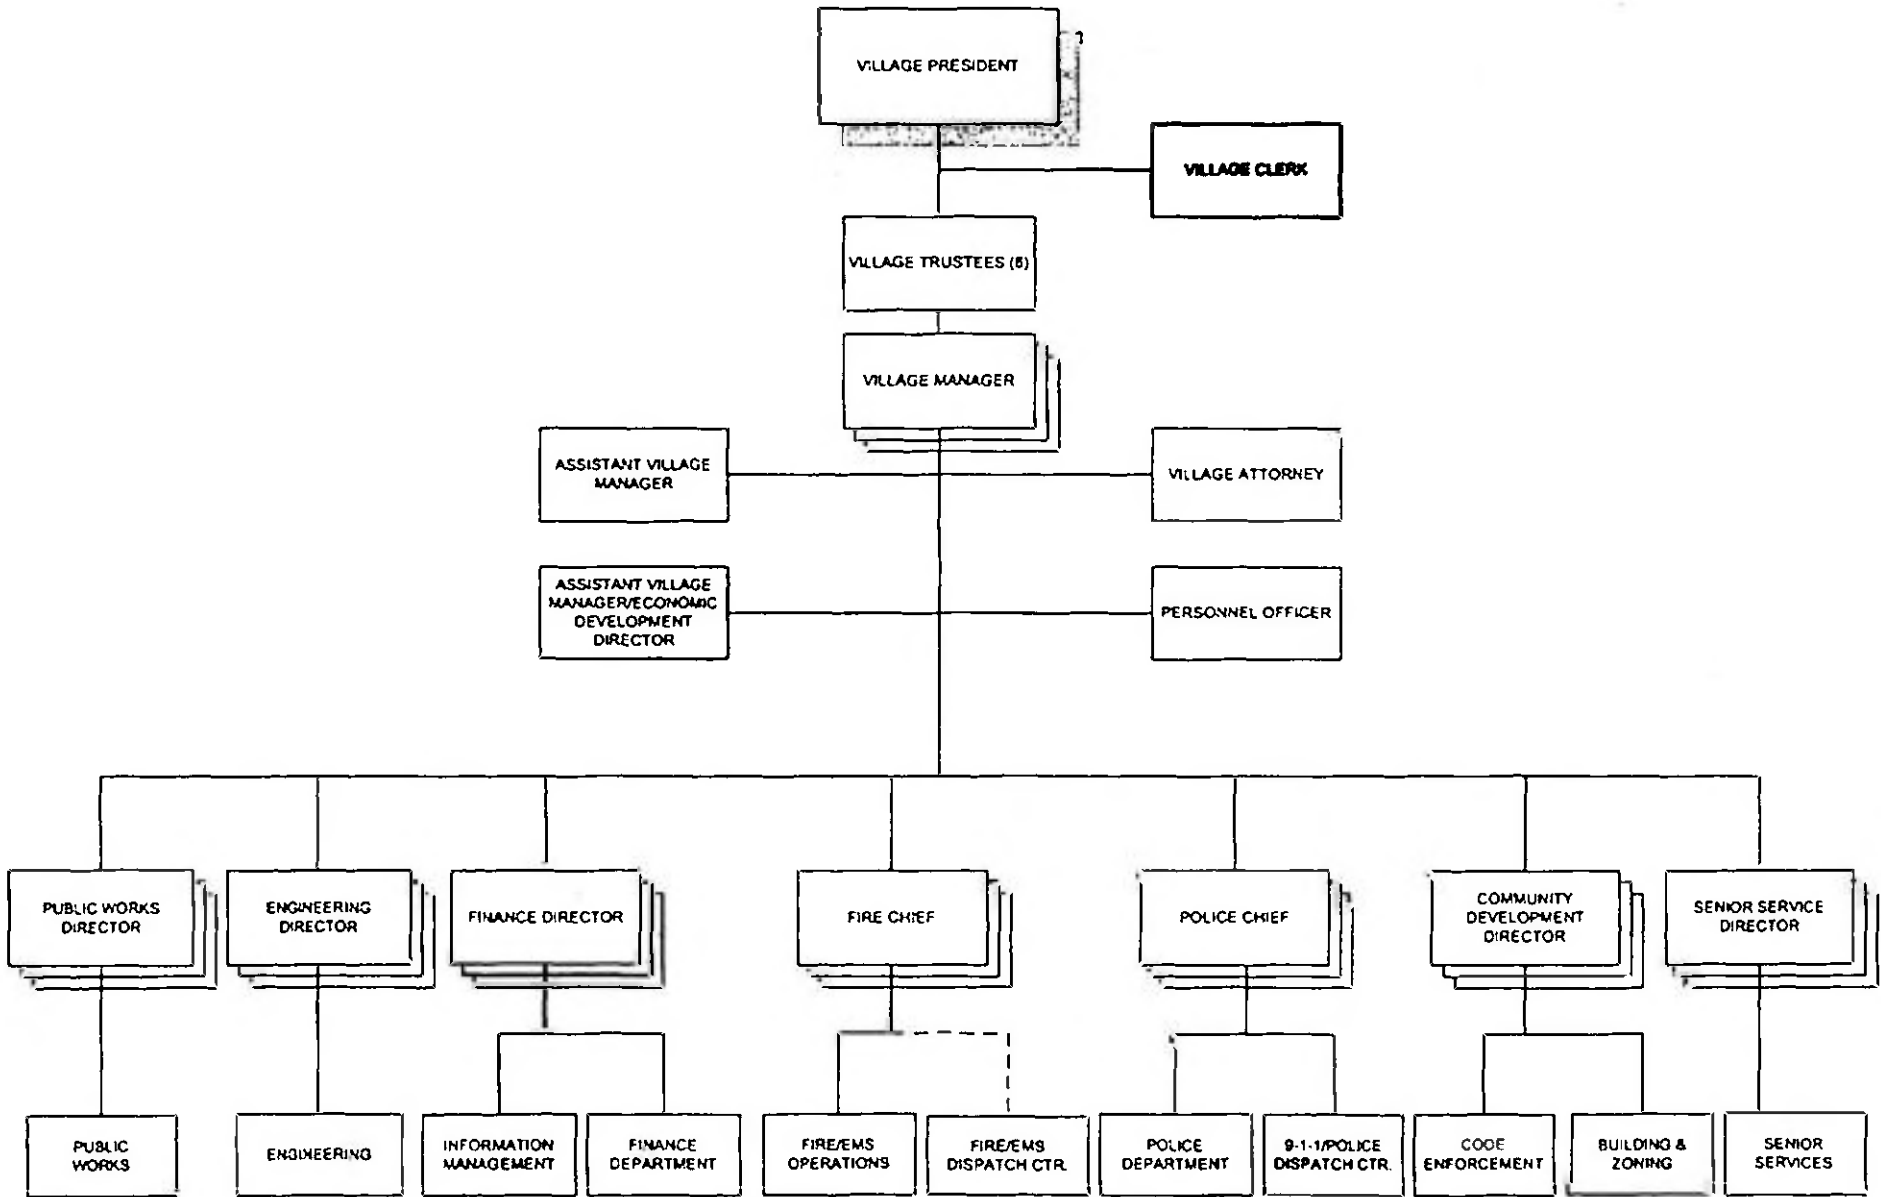 VILLAGE PRESIDENT
VILLAGE CLERK
VILLAGE TRUSTEES (6)
VILLAGE MANAGER
ASSISTANT VILLAGE
MANAGER
VILLAGE ATTORNEY
ASSISTANT VILLAGE
MANAGER/ECONOMIC
DEVELOPMENT
DIRECTOR
PERSONNEL OFFICER
PUBLIC WORKS
DIRECTOR
ENGINEERING
DIRECTOR
FINANCE DIRECTOR
FIRE CHIEF
POLICE CHIEF
COMMUNITY
DEVELOPMENT
DIRECTOR
SENIOR SERVICE
DIRECTOR
PUBLIC
WORKS
ENGINEERING
INFORMATION
MANAGEMENT
FINANCE
DEPARTMENT
FIRE/EMS
OPERATIONS
FIRE/EMS
DISPATCH CTR.
POLICE
DEPARTMENT
9-1-1/POLICE
DISPATCH CTR.
CODE
ENFORCEMENT
BUILDING &
ZONING
SENIOR
SERVICES